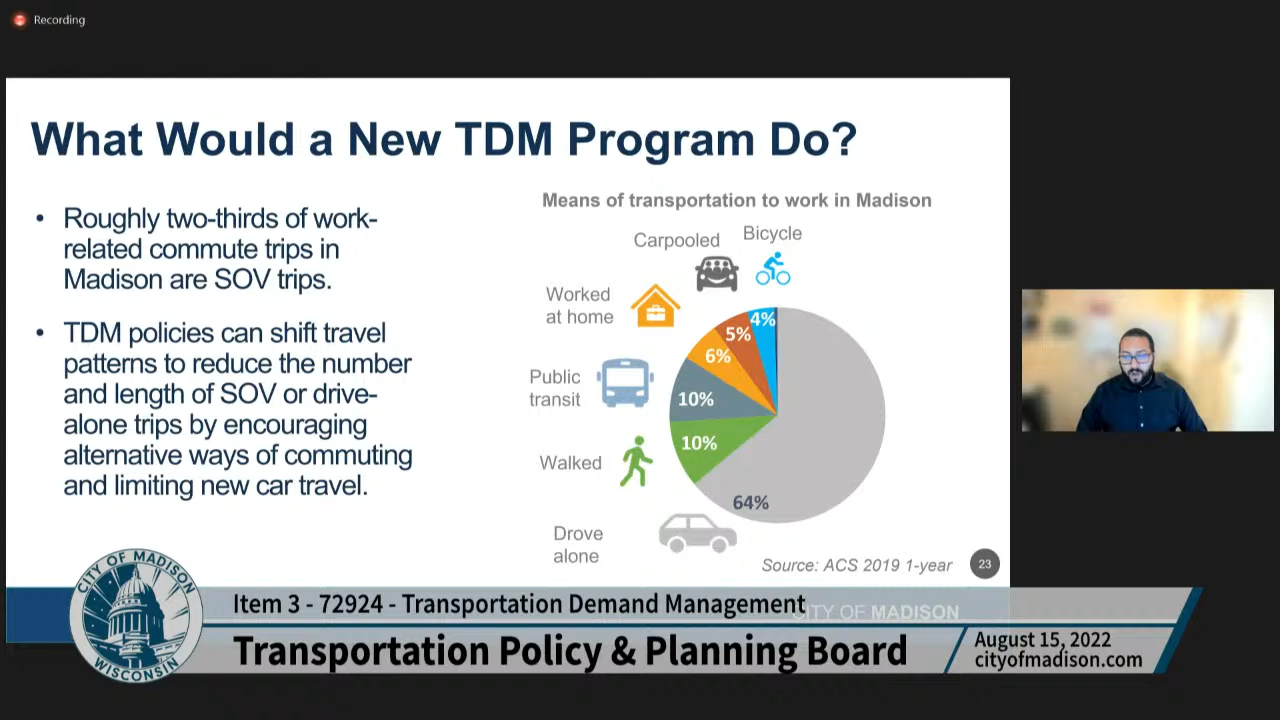 Recording
What Would a New TDM Program Do?
• Roughly two-thirds of work-
related commute trips in
Madison are SOV trips.
• TDM policies can shift travel
patterns to reduce the number
and length of SOV or drive-
alone trips by encouraging
alternative ways of commuting
and limiting new car travel.
Means of transportation to work in Madison
Carpooled
Bicycle
Worked
at home
Public
transit
Walked
Drove
alone
4%
5%
6%
10%
10%
64%
Source: ACS 2019 1-year
23
CITY OF MADISON
CITY OF MADISON
WISCONSIN
Item 3 - 72924 - Transportation Demand Management
Transportation Policy & Planning Board
August 15, 2022
cityofmadison.com